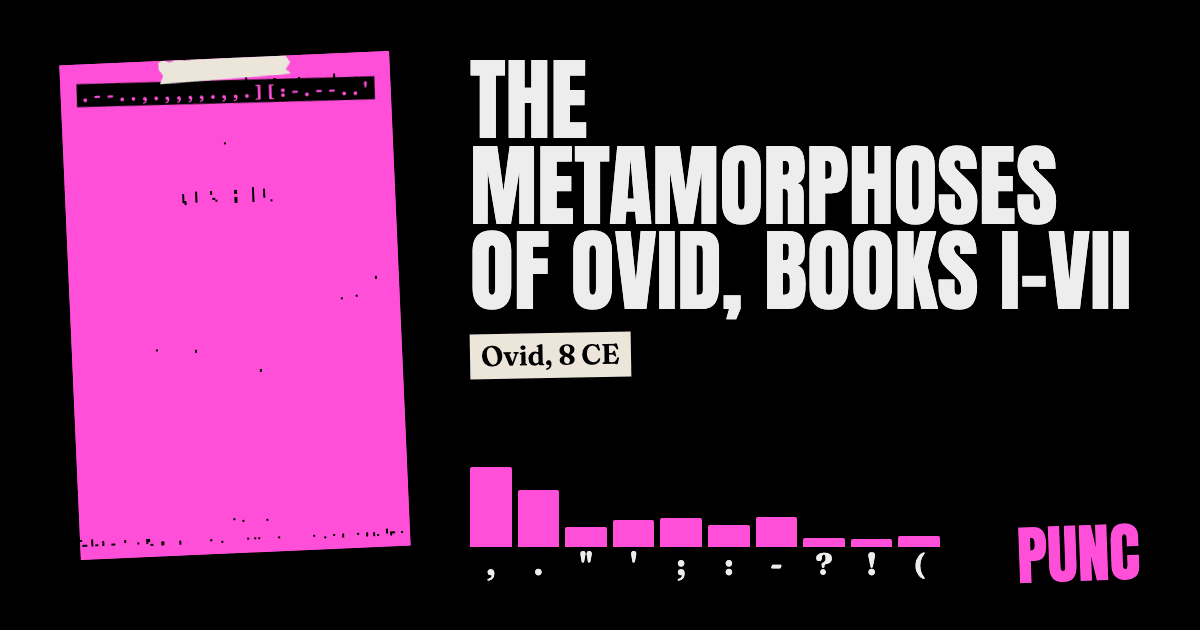 .--..,.,,,,.,,.][:-.--..'
THE
METAMORPHOSES
OF OVID, BOOKS I-VII
Ovid, 8 CE
, . " ' ; : - ? ! (
PUNC